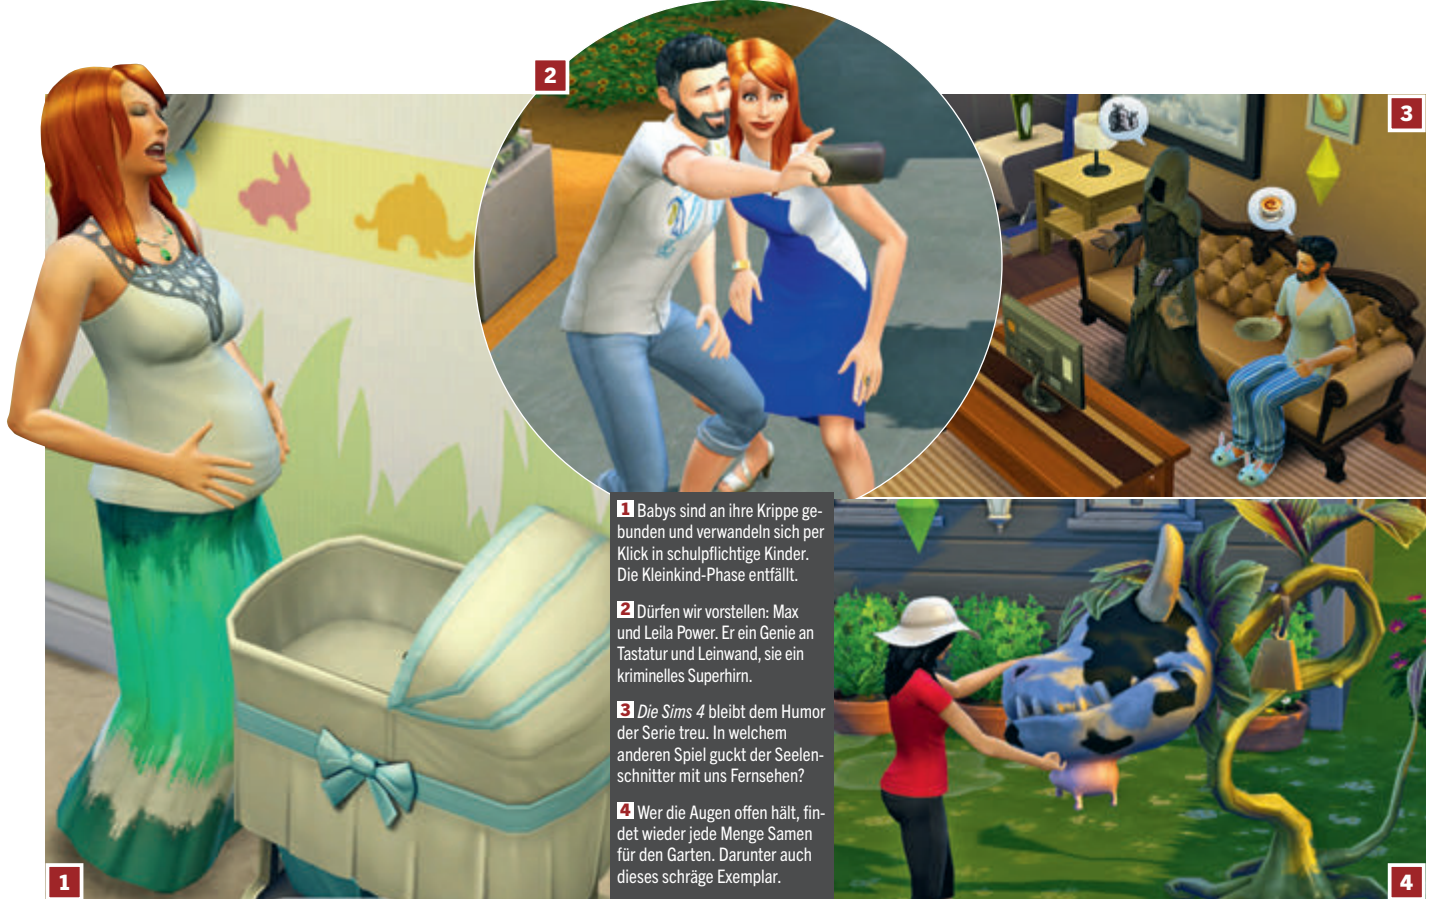 2
3
1 Babys sind an ihre Krippe ge-
bunden und verwandeln sich per
Klick in schulpflichtige Kinder.
Die Kleinkind-Phase entfällt.
2 Dürfen wir vorstellen: Max
und Leila Power. Er ein Genie an
Tastatur und Leinwand, sie ein
kriminelles Superhirn.
3 Die Sims 4 bleibt dem Humor
der Serie treu. In welchem
anderen Spiel guckt der Seelen-
schnitter mit uns Fernsehen?
4 Wer die Augen offen hält, fin-
det wieder jede Menge Samen
für den Garten. Darunter auch
dieses schräge Exemplar.
1
4